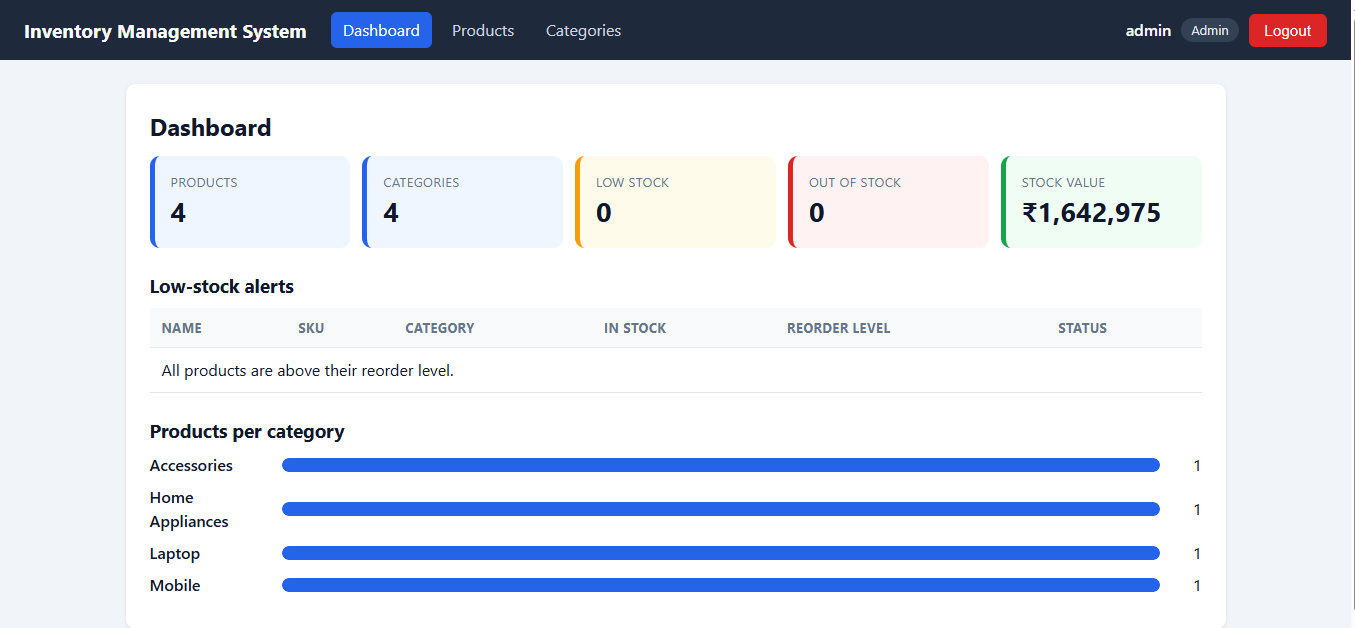 Inventory Management System Dashboard Products Categories admin Admin Logout
Dashboard
PRODUCTS CATEGORIES LOW STOCK OUT OF STOCK STOCK VALUE
4 4 0 0 ₹1,642,975
Low-stock alerts
NAME SKU CATEGORY IN STOCK REORDER LEVEL STATUS
All products are above their reorder level.
Products per category
Accessories 1
Home
Appliances 1
Laptop 1
Mobile 1